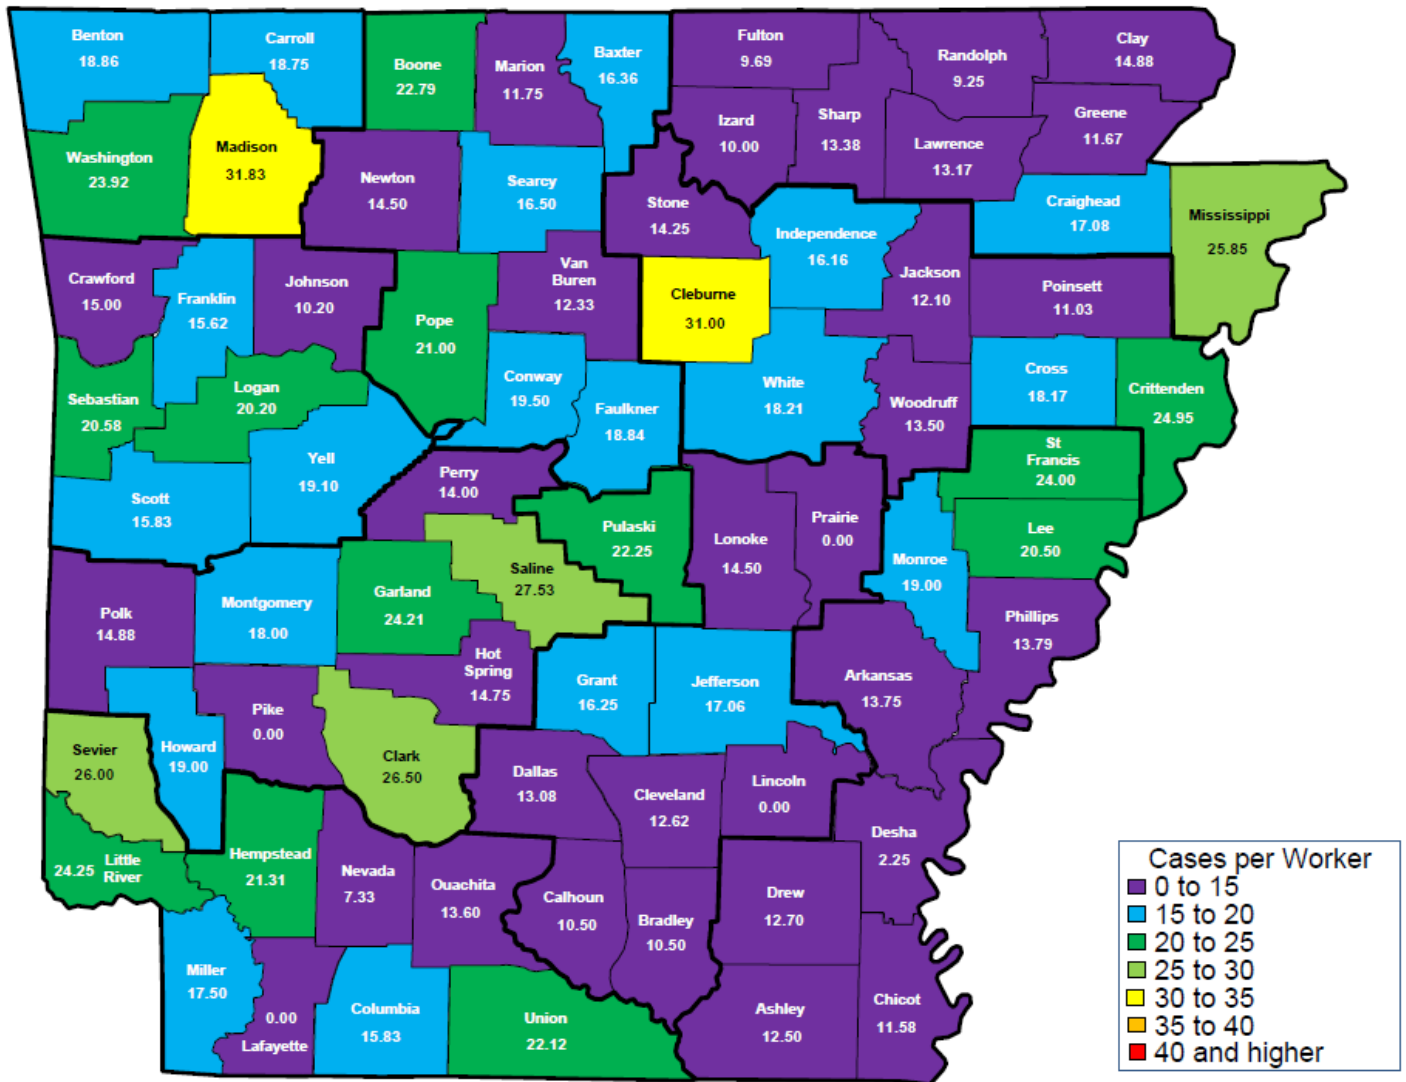 Benton
18.86
Carroll
18.75
Boone
22.79
Marion
11.75
Baxter
16.36
Fulton
9.69
Randolph
9.25
Clay
14.88
Washington
23.92
Madison
31.83
Newton
14.50
Searcy
16.50
Izard
10.00
Sharp
13.38
Lawrence
13.17
Greene
11.67
Stone
14.25
Independence
16.16
Craighead
17.08
Mississippi
25.85
Crawford
15.00
Franklin
15.62
Johnson
10.20
Pope
21.00
Van
Buren
12.33
Cleburne
31.00
Jackson
12.10
Poinsett
11.03
Sebastian
20.58
Logan
20.20
Conway
19.50
Faulkner
18.84
White
18.21
Woodruff
13.50
Cross
18.17
Crittenden
24.95
Scott
15.83
Yell
19.10
Perry
14.00
Pulaski
22.25
Lonoke
14.50
Prairie
0.00
St
Francis
24.00
Lee
20.50
Monroe
19.00
Polk
14.88
Montgomery
18.00
Garland
24.21
Saline
27.53
Hot
Spring
14.75
Grant
16.25
Jefferson
17.06
Arkansas
13.75
Phillips
13.79
Sevier
26.00
Howard
19.00
Pike
0.00
Clark
26.50
Dallas
13.08
Cleveland
12.62
Lincoln
0.00
Desha
2.25
24.25 Little
River
Hempstead
21.31
Nevada
7.33
Ouachita
13.60
Calhoun
10.50
Bradley
10.50
Drew
12.70
Miller
17.50
0.00
Lafayette
Columbia
15.83
Union
22.12
Ashley
12.50
Chicot
11.58
Cases per Worker
0 to 15
15 to 20
20 to 25
25 to 30
30 to 35
35 to 40
40 and higher